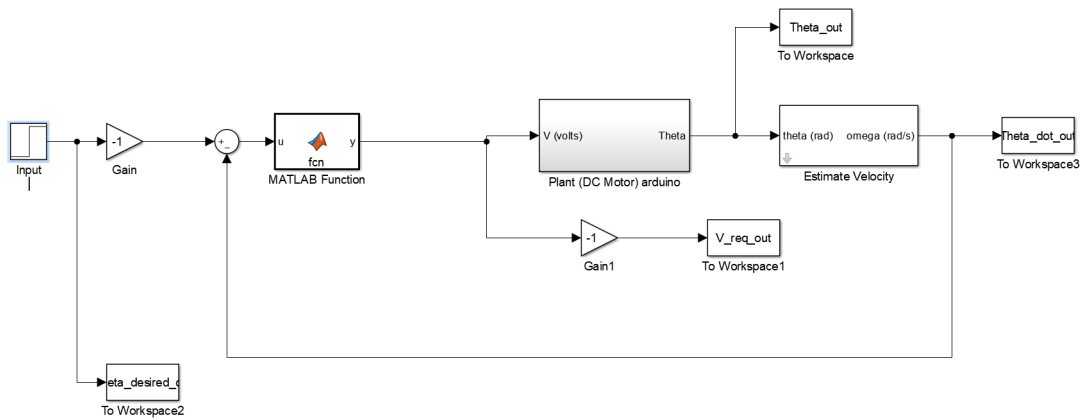 Theta_out
To Workspace
Input
-1
Gain
+
-
u
fcn
y
MATLAB Function
V (volts)
Theta
Plant (DC Motor) arduino
theta (rad)
omega (rad/s)
Estimate Velocity
Theta_dot_out
To Workspace3
-1
Gain1
V_req_out
To Workspace1
eta_desired_o
To Workspace2